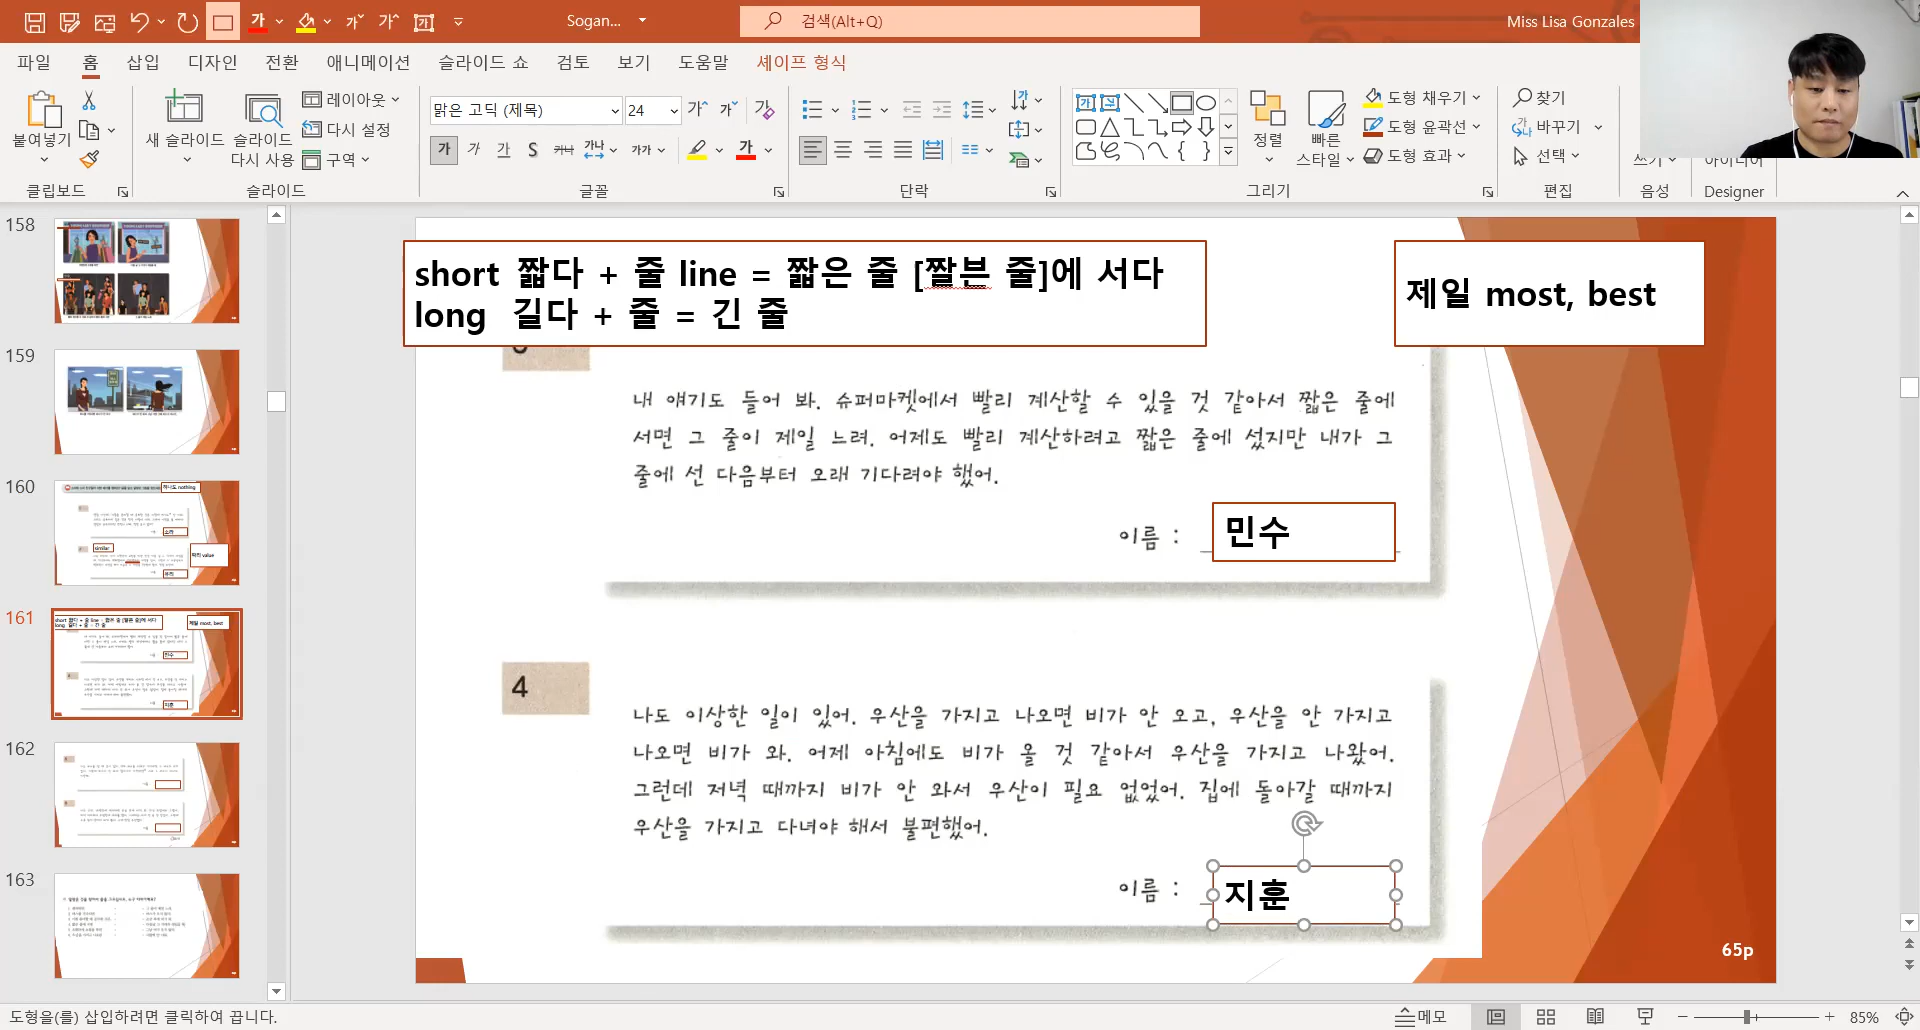 Sogan...
검색(Alt+Q)
Miss Lisa Gonzales
파일 홈 삽입 디자인 전환 애니메이션 슬라이드 쇼 검토 보기 도움말 셰이프 형식
붙여넣기
새 슬라이드
슬라이드 다시 사용
레이아웃
다시 설정
구역
맑은 고딕 (제목) 24
정렬
빠른 스타일
도형 채우기
도형 윤곽선
도형 효과
찾기
바꾸기
선택
클립보드 슬라이드 글꼴 단락 그리기 편집 음성 Designer
158
159
160
161
162
163
short 짧다 + 줄 line = 짧은 줄 [짤븐 줄]에 서다
long 길다 + 줄 = 긴 줄
제일 most, best
내 얘기도 들어 봐. 슈퍼마켓에서 빨리 계산할 수 있을 것 같아서 짧은 줄에
서면 그 줄이 제일 느려. 어제도 빨리 계산하려고 짧은 줄에 섰지만 내가 그
줄에 선 다음부터 오래 기다려야 했어.
이름 : 민수
4
나도 이상한 일이 있어. 우산을 가지고 나오면 비가 안 오고, 우산을 안 가지고
나오면 비가 와. 어제 아침에도 비가 올 것 같아서 우산을 가지고 나왔어.
그런데 저녁 때까지 비가 안 와서 우산이 필요 없었어. 집에 돌아갈 때까지
우산을 가지고 다녀야 해서 불편했어.
이름 : 지훈
65p
도형을(를) 삽입하려면 클릭하여 끕니다.
메모
85%